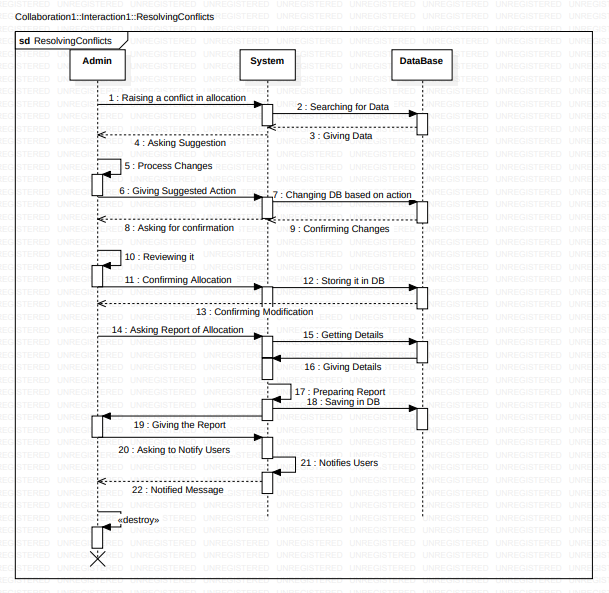 Collaboration1::Interaction1::ResolvingConflicts
sd ResolvingConflicts
Admin
System
DataBase
1 : Raising a conflict in allocation
2 : Searching for Data
3 : Giving Data
4 : Asking Suggestion
5 : Process Changes
6 : Giving Suggested Action
7 : Changing DB based on action
8 : Asking for confirmation
9 : Confirming Changes
10 : Reviewing it
11 : Confirming Allocation
12 : Storing it in DB
13 : Confirming Modification
14 : Asking Report of Allocation
15 : Getting Details
16 : Giving Details
17 : Preparing Report
18 : Saving in DB
19 : Giving the Report
20 : Asking to Notify Users
21 : Notifies Users
22 : Notified Message
«destroy»